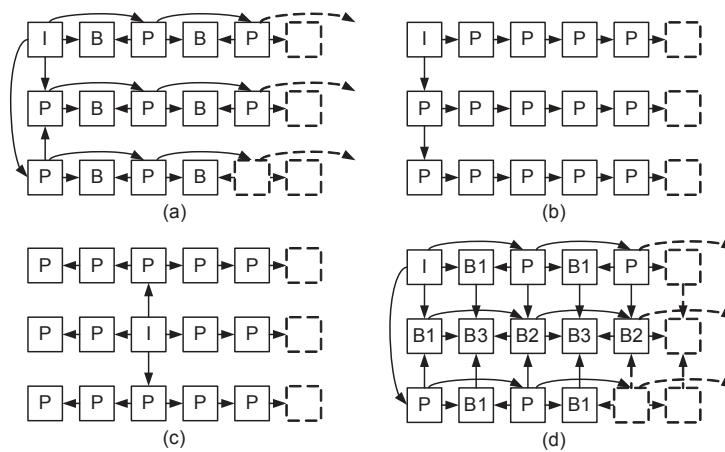 I B P B P
P B P B P
P B P B
(a)
I P P P P
P P P P P
P P P P P
(b)
P P P P P
P P I P P
P P P P P
(c)
I B1 P B1 P
B1 B3 B2 B3 B2
P B1 P B1
(d)